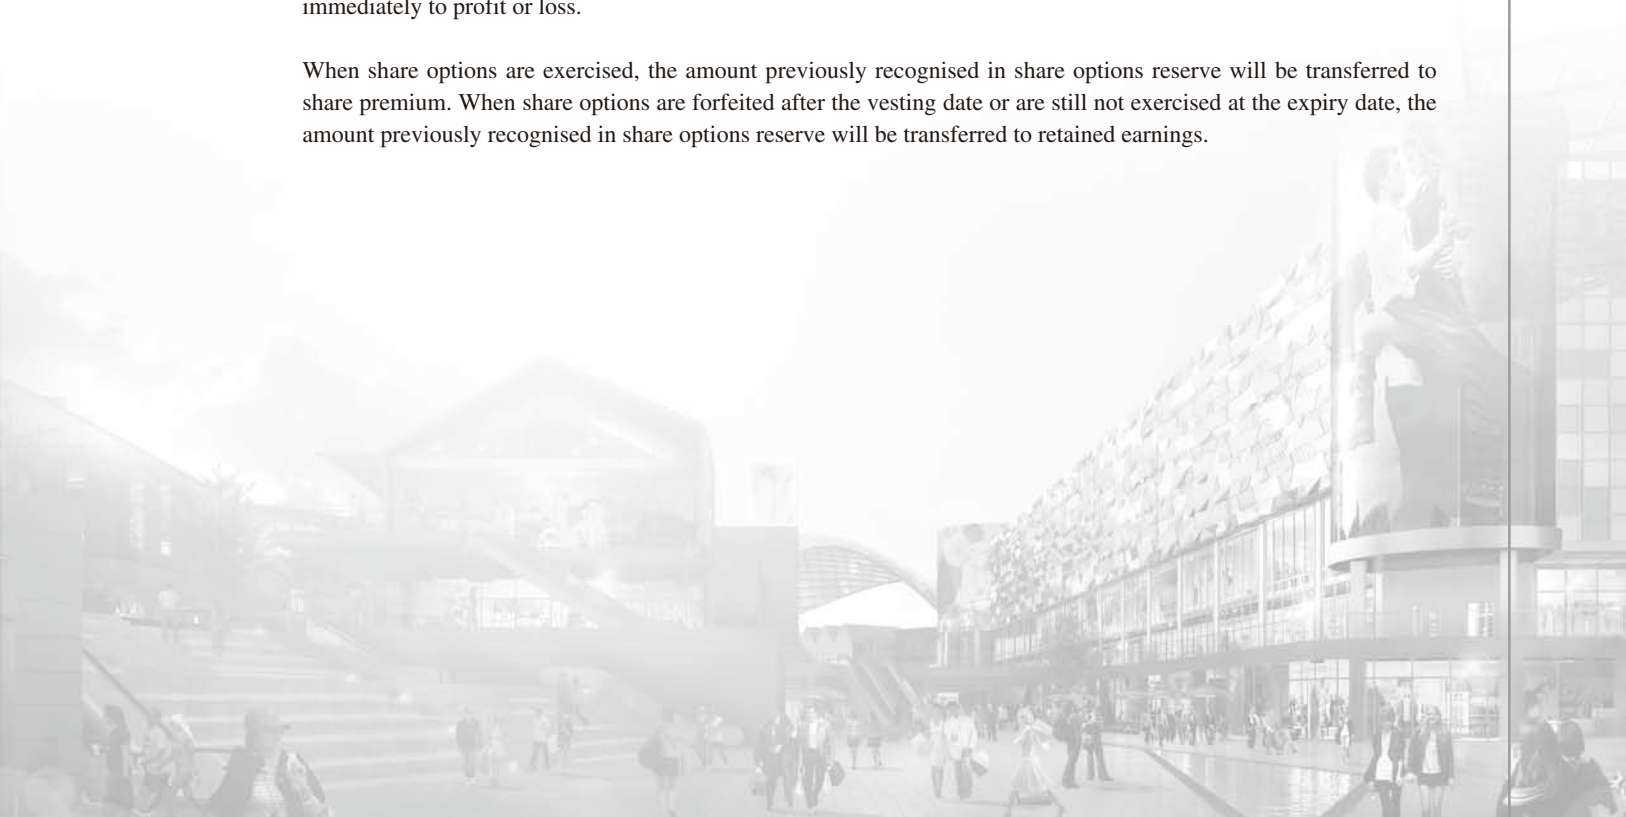 immediately to profit or loss.
When share options are exercised, the amount previously recognised in share options reserve will be transferred to
share premium. When share options are forfeited after the vesting date or are still not exercised at the expiry date, the
amount previously recognised in share options reserve will be transferred to retained earnings.